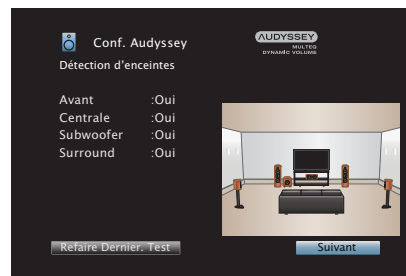 Conf. Audyssey
AUDYSSEY
MULTEQ
DYNAMIC VOLUME
Détection d'enceintes
Avant :Oui
Centrale :Oui
Subwoofer :Oui
Surround :Oui
Refaire Dernier. Test
Suivant